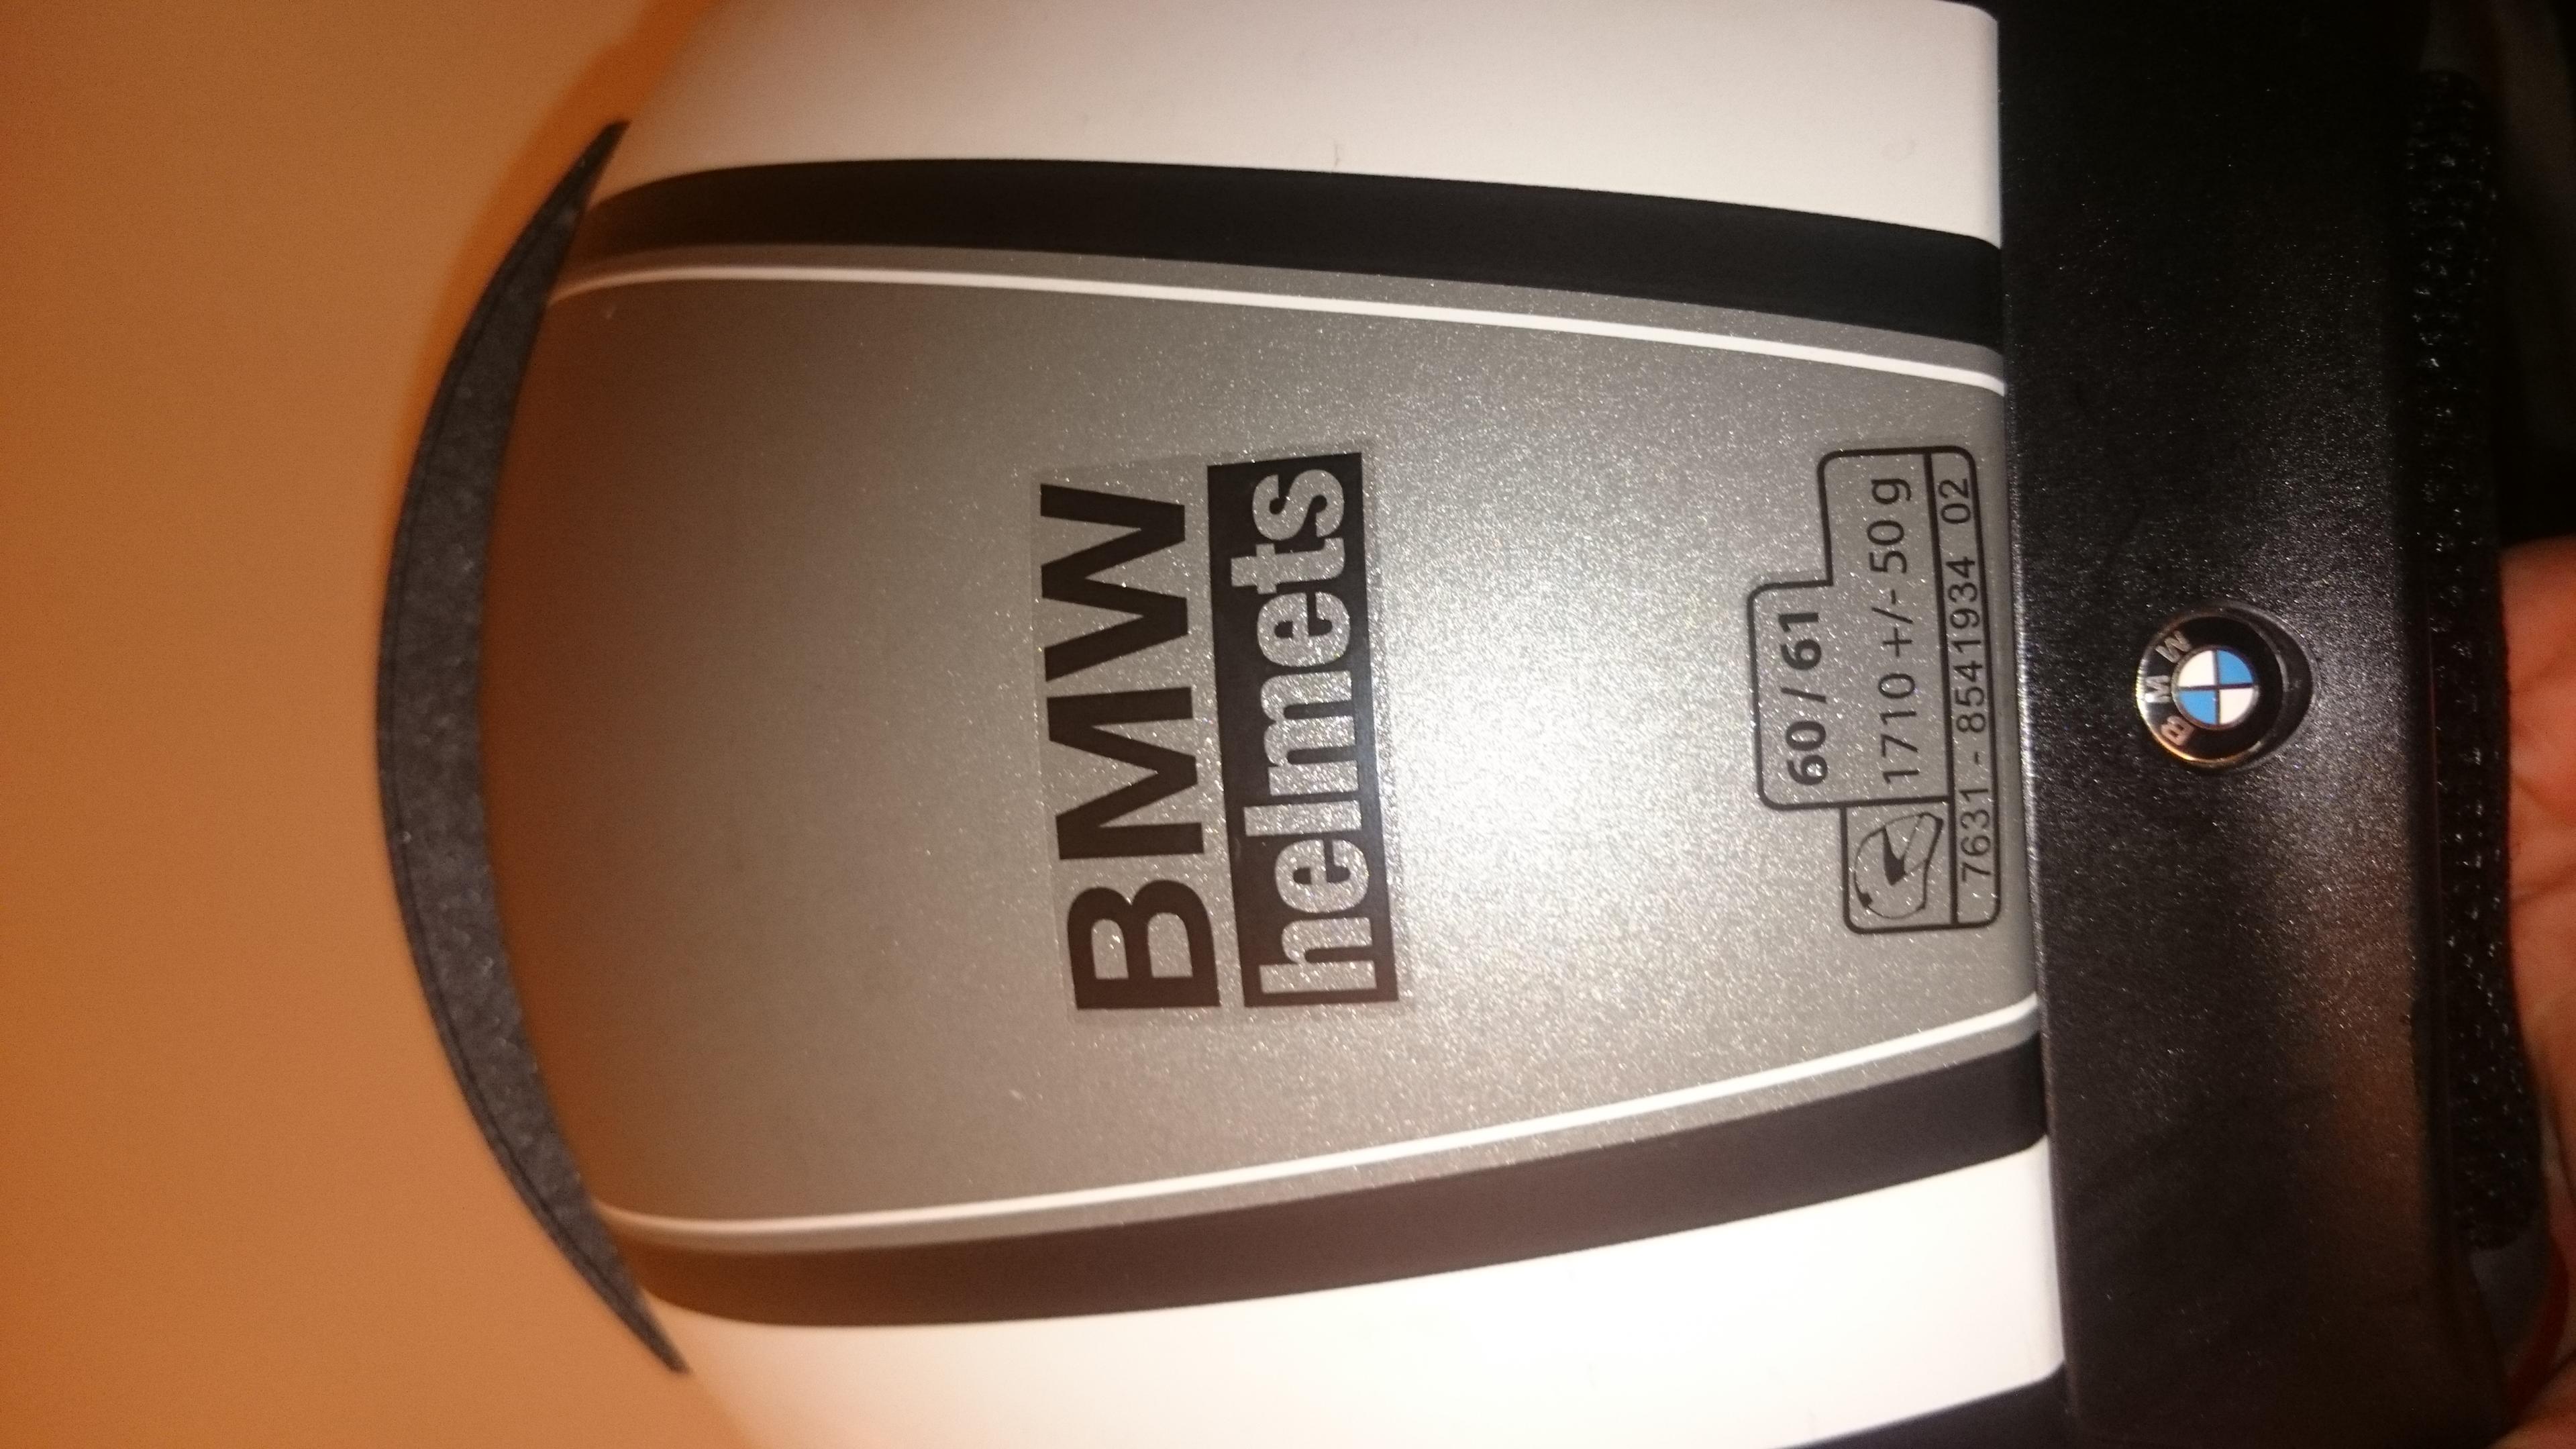 BMW
helmets
60 / 61
1710 +/- 50 g
7631 - 8541934 02
BMW